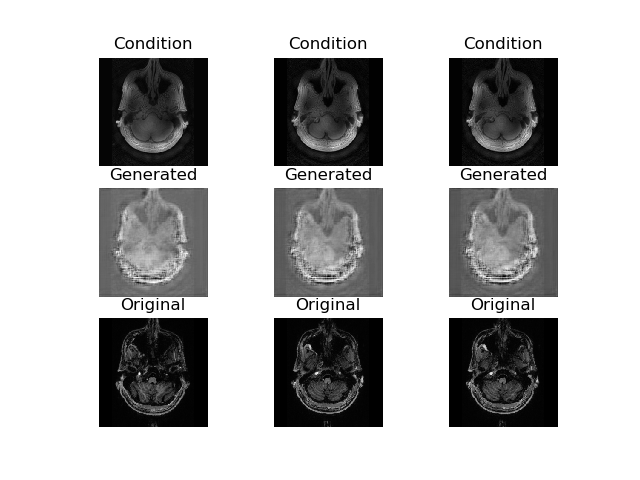 Condition Condition Condition
Generated Generated Generated
Original Original Original